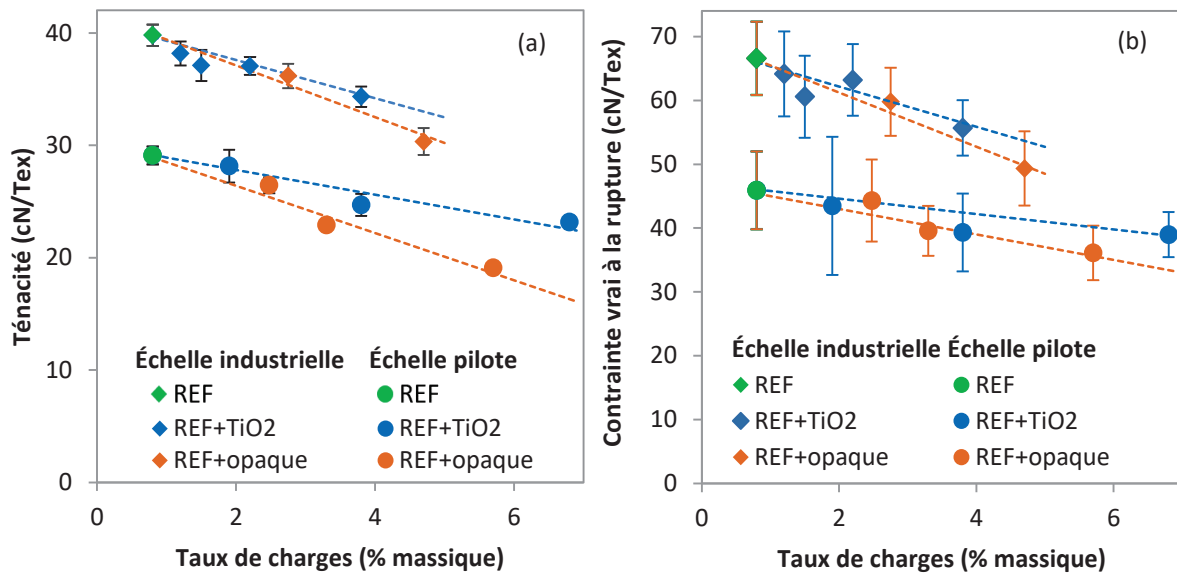 (a)
Ténacité (cN/Tex)
40
30
20
10
0
Échelle industrielle Échelle pilote
REF REF
REF+TiO2 REF+TiO2
REF+opaque REF+opaque
0 2 4 6
Taux de charges (% massique)
(b)
Contrainte vrai à la rupture (cN/Tex)
70
60
50
40
30
20
10
0
Échelle industrielle Échelle pilote
REF REF
REF+TiO2 REF+TiO2
REF+opaque REF+opaque
0 2 4 6
Taux de charges (% massique)